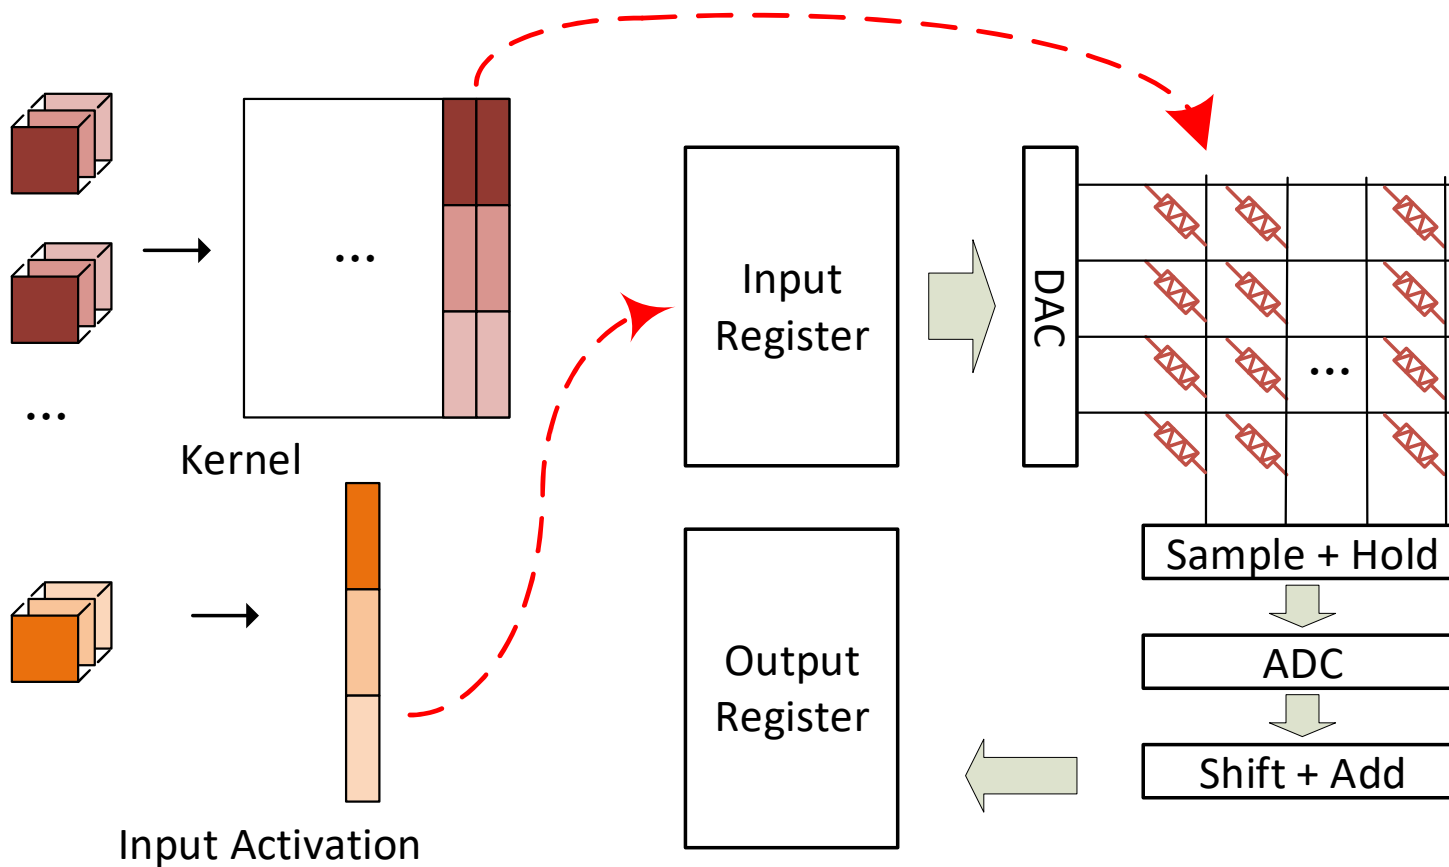 ...
...
Kernel
Input Activation
Input
Register
DAC
...
Sample + Hold
ADC
Shift + Add
Output
Register